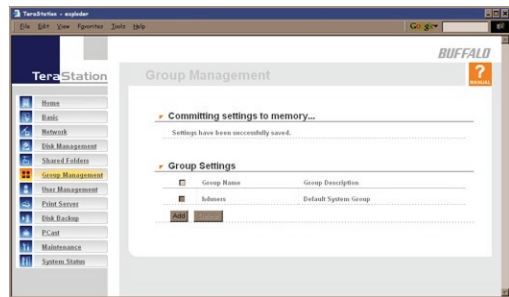 TeraStation - exploder
File Edit View Favorites Tools Help
BUFFALO
TeraStation
Group Management
?
MANUAL
Home
Basic
Network
Disk Management
Shared Folders
Group Management
User Management
Print Server
Disk Backup
PCast
Maintenance
System Status
Committing settings to memory...
Settings have been successfully saved.
Group Settings
Group Name Group Description
hdusers Default System Group
Add